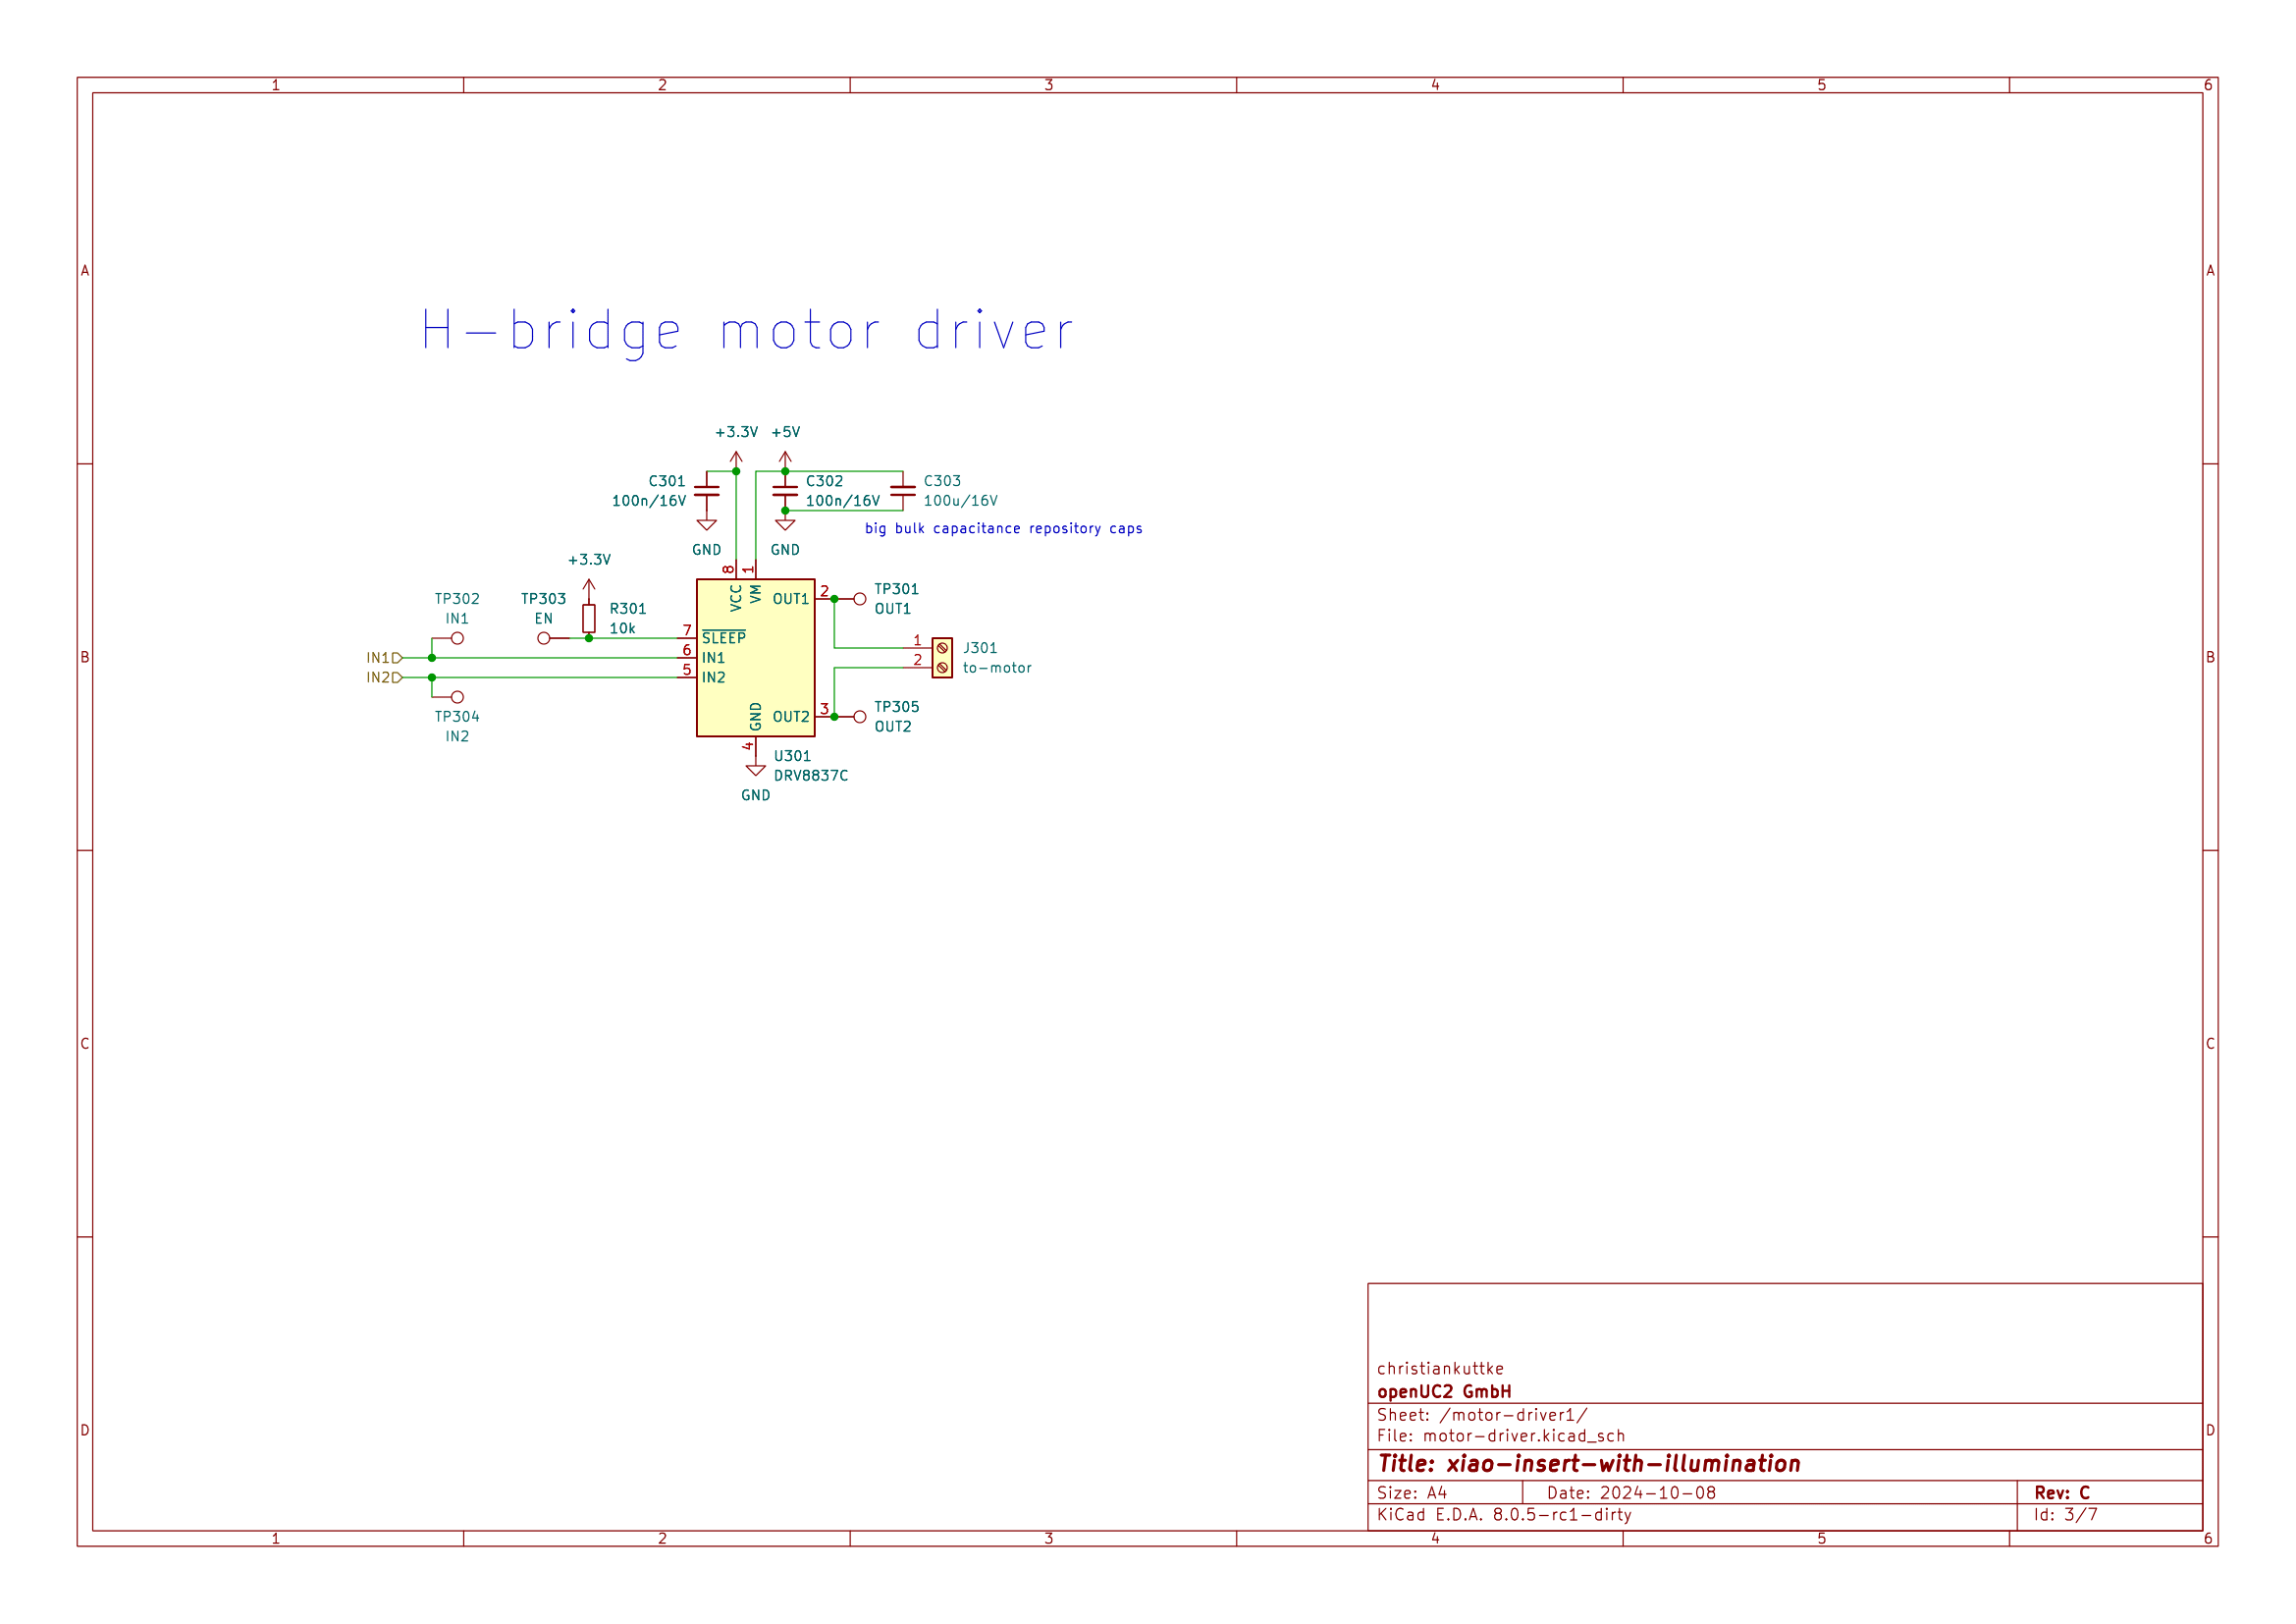 1 2 3 4 5 6
A A
H-bridge motor driver
+3.3V +5V
C301 C302 C303
100n/16V 100n/16V 100u/16V
big bulk capacitance repository caps
GND GND
+3.3V
8 1
VCC VM
TP302 TP303
IN1 EN
R301
10k
2 OUT1
TP301
OUT1
7 SLEEP
IN1 6 IN1
IN2 5 IN2
1 J301
2 to-motor
B B
TP304
IN2
GND
3 OUT2
TP305
OUT2
4
U301
DRV8837C
GND
C C
christiankuttke
openUC2 GmbH
Sheet: /motor-driver1/
File: motor-driver.kicad_sch
D D
Title: xiao-insert-with-illumination
Size: A4 Date: 2024-10-08 Rev: C
KiCad E.D.A. 8.0.5-rc1-dirty Id: 3/7
1 2 3 4 5 6